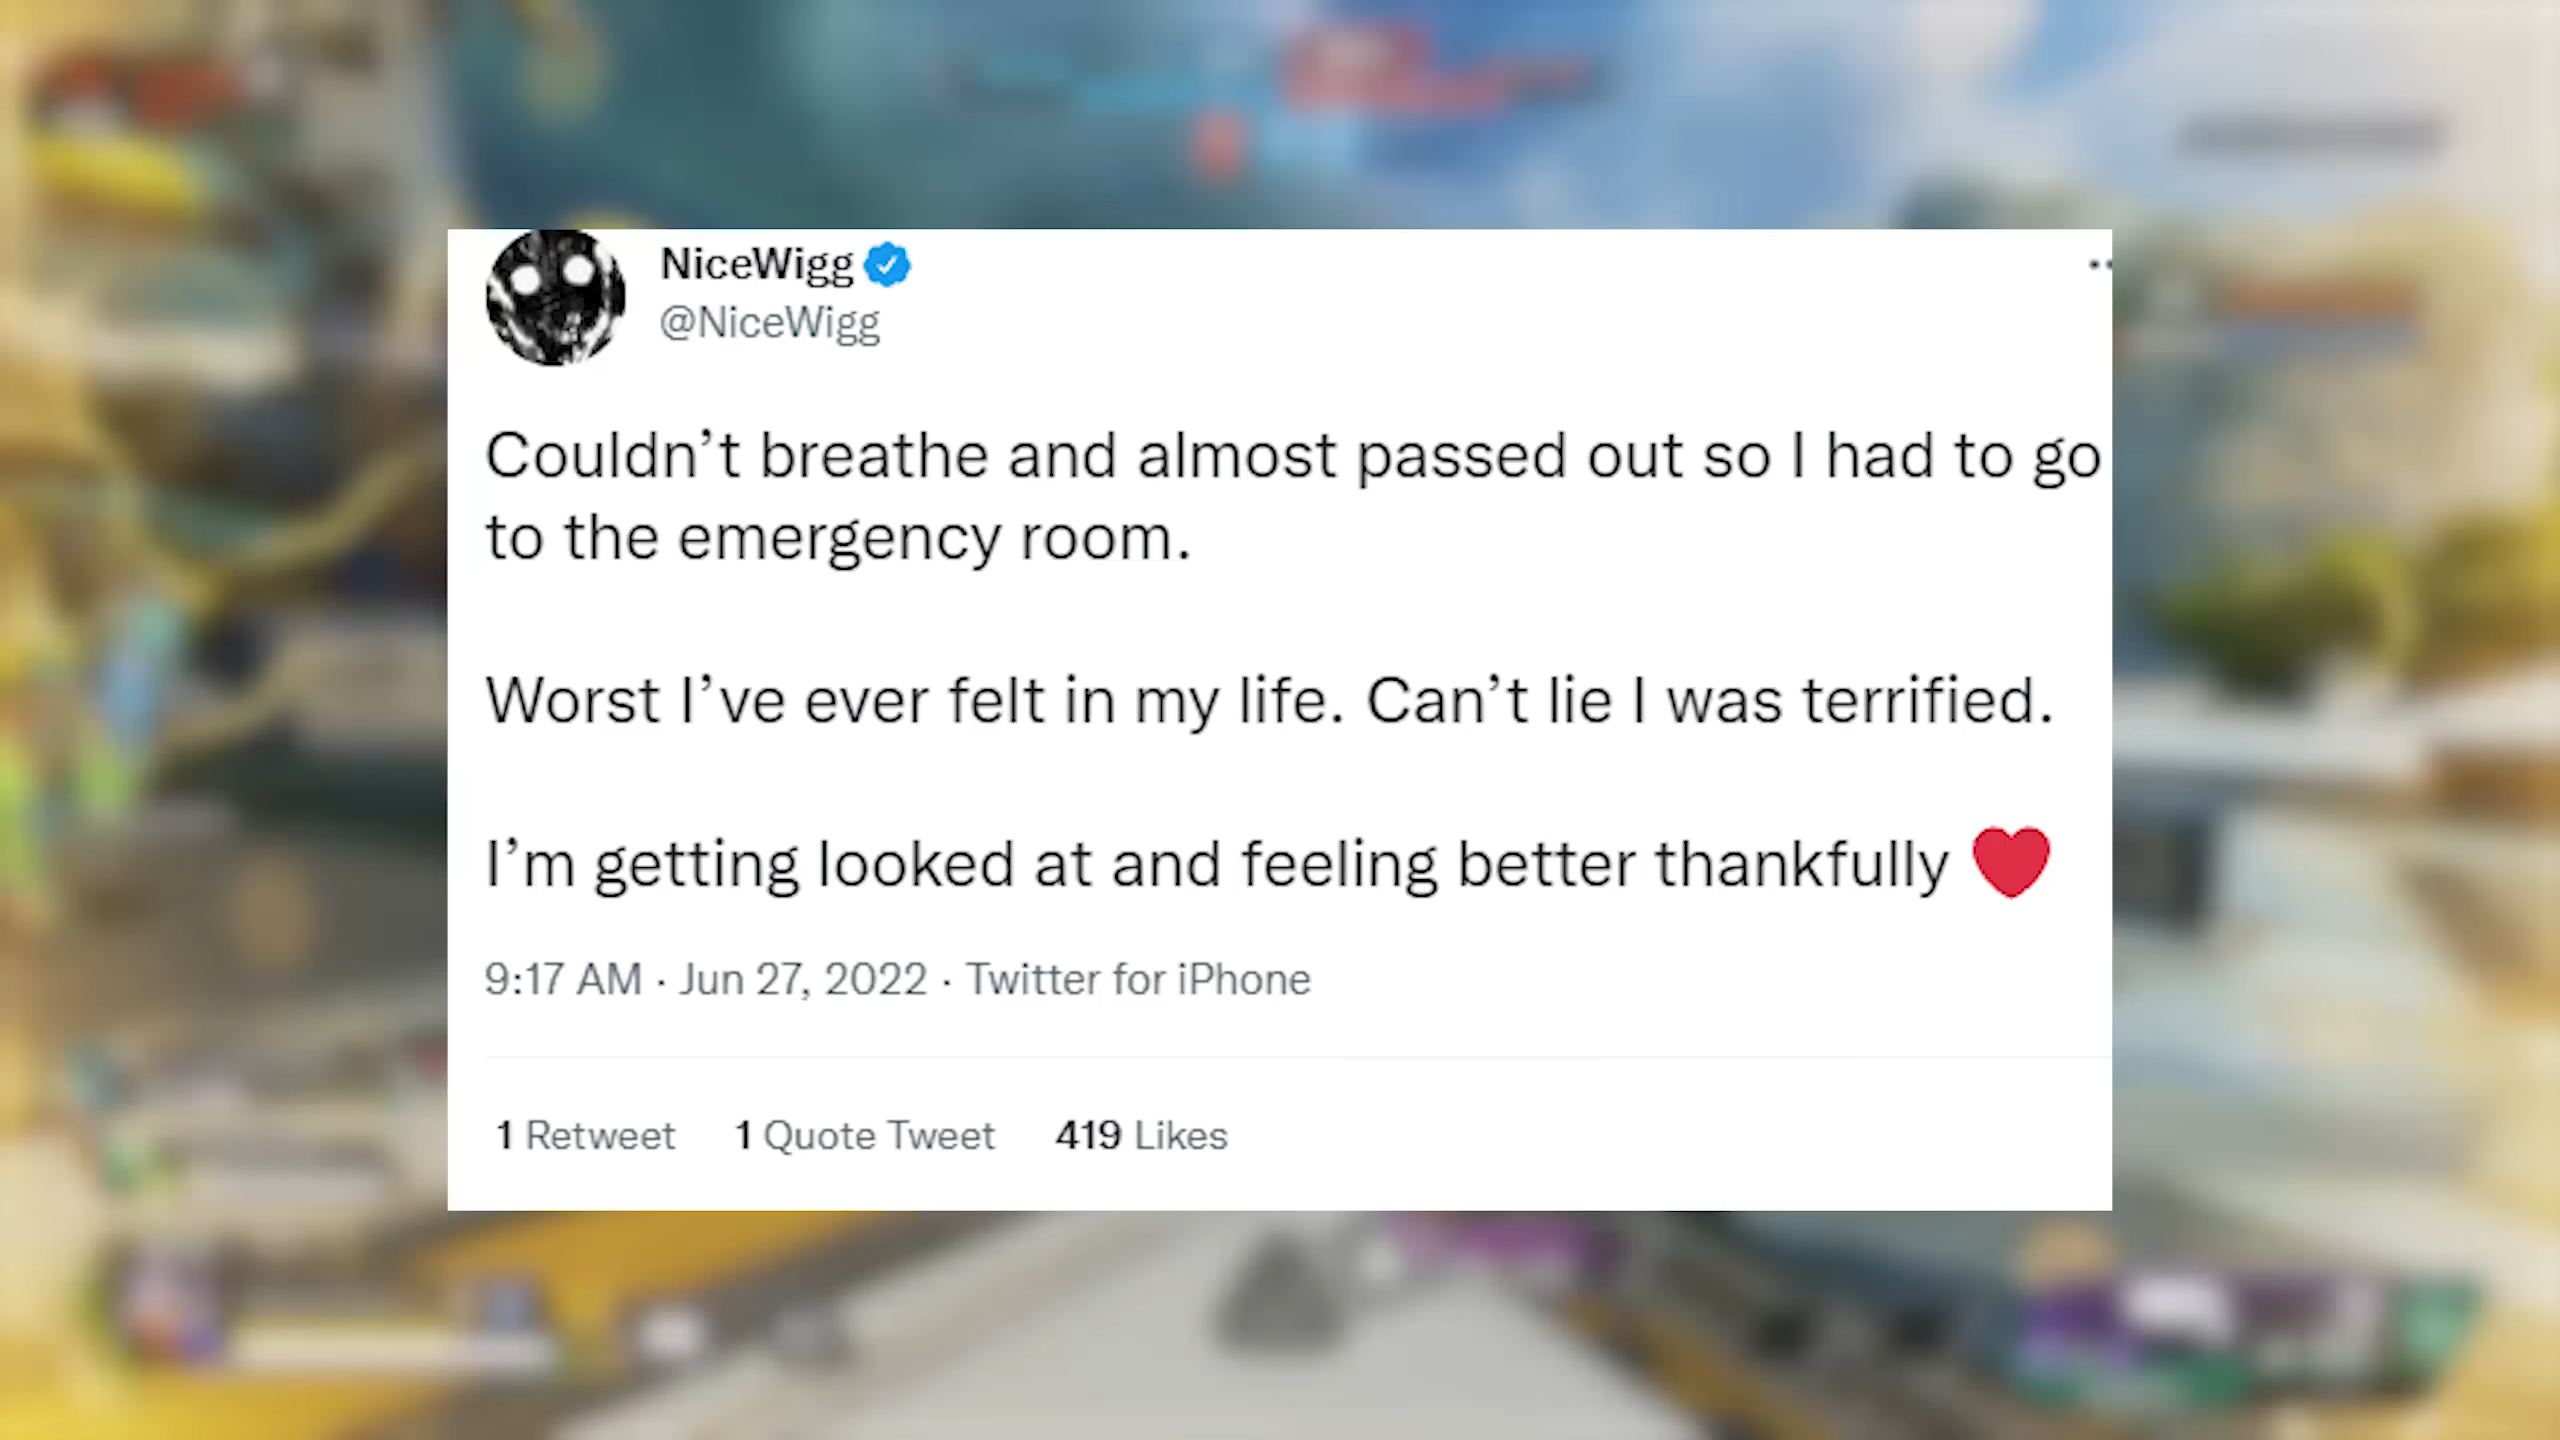 NiceWigg
@NiceWigg
Couldn’t breathe and almost passed out so I had to go
to the emergency room.
Worst I’ve ever felt in my life. Can’t lie I was terrified.
I’m getting looked at and feeling better thankfully ❤️
9:17 AM · Jun 27, 2022 · Twitter for iPhone
1 Retweet 1 Quote Tweet 419 Likes